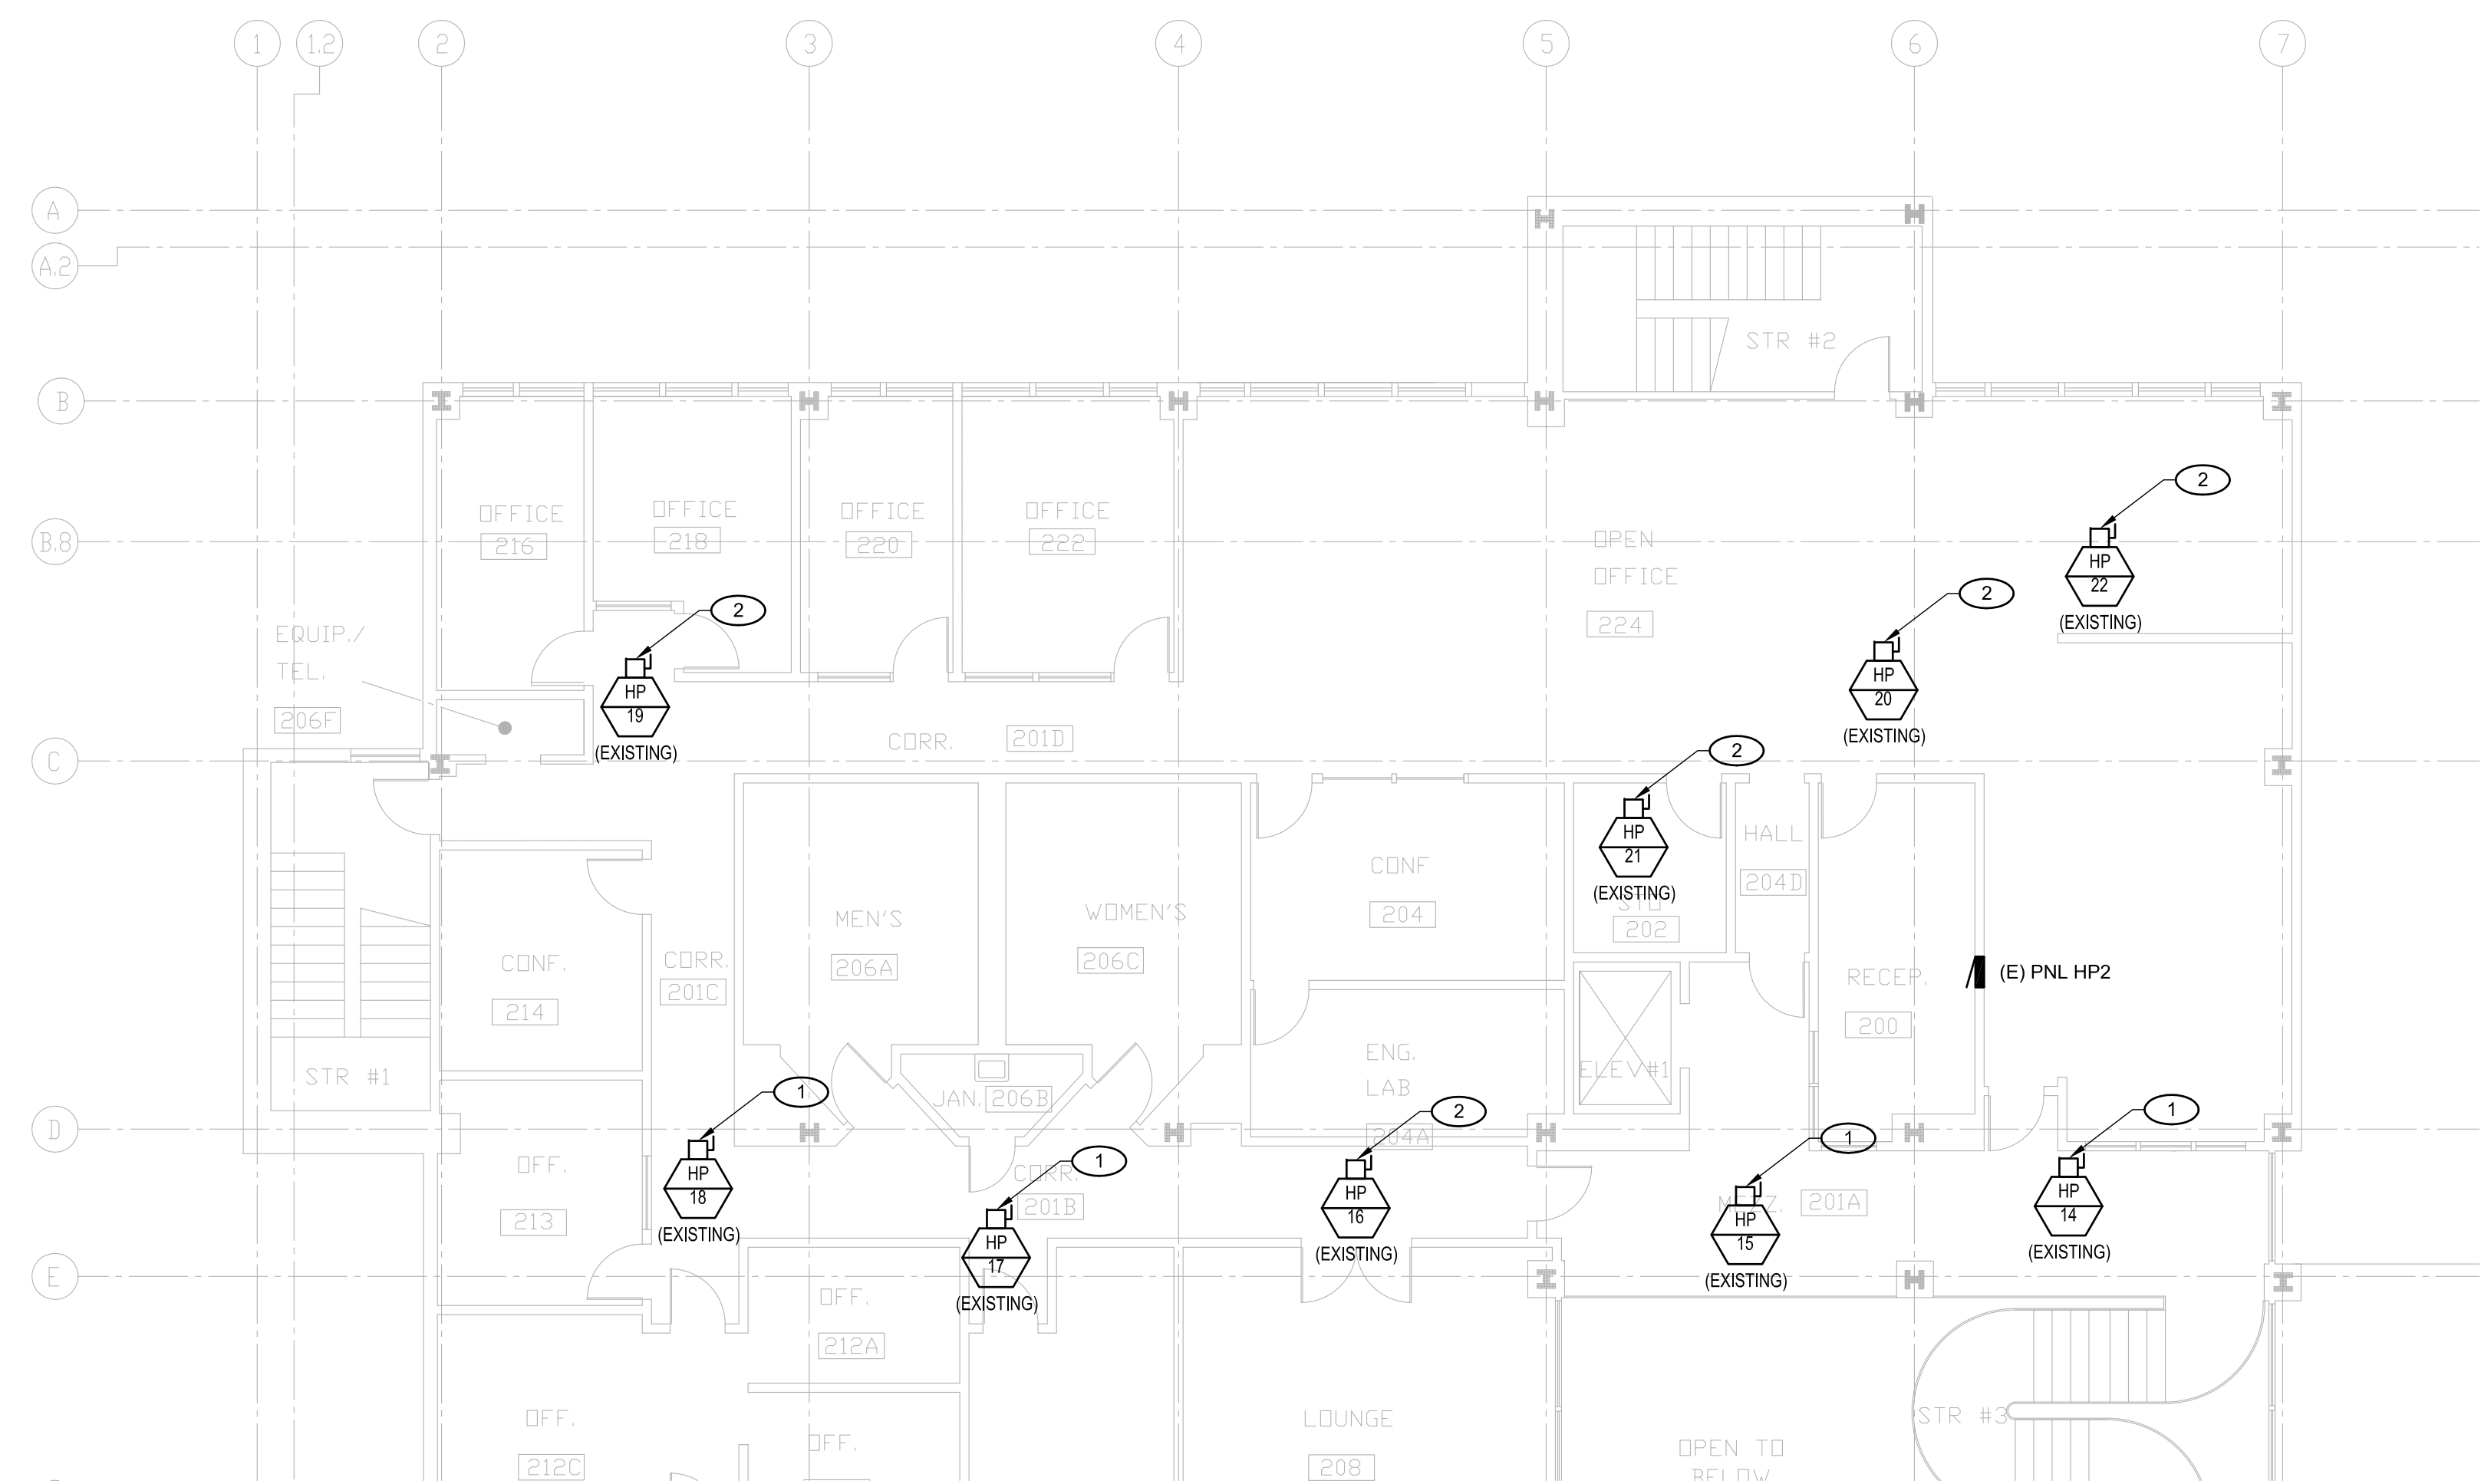 1
1.2
2
3
4
5
6
7
A
A.2
B
B.8
C
D
E
STR #2
OFFICE
216
OFFICE
218
OFFICE
220
OFFICE
222
OPEN
OFFICE
224
2
HP
22
(EXISTING)
2
HP
20
(EXISTING)
2
HP
19
(EXISTING)
EQUIP./
TEL.
206F
CORR. 201D
2
HP
21
(EXISTING)
STO
202
HALL
204D
CONF
204
MEN'S
206A
WOMEN'S
206C
CONF.
214
CORR.
201C
RECEP.
200
(E) PNL HP2
STR #1
JAN. 206B
ENG.
LAB
204A
ELEV#1
1
HP
18
(EXISTING)
1
HP
17
(EXISTING)
CORR.
201B
2
HP
16
(EXISTING)
1
HP
15
(EXISTING)
MEZZ. 201A
1
HP
14
(EXISTING)
OFF.
213
OFF.
212A
OFF.
212C
OFF.
LOUNGE
208
OPEN TO
BELOW
STR #3